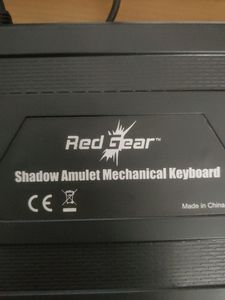 Red Gear™
Shadow Amulet Mechanical Keyboard
CE
Made in China